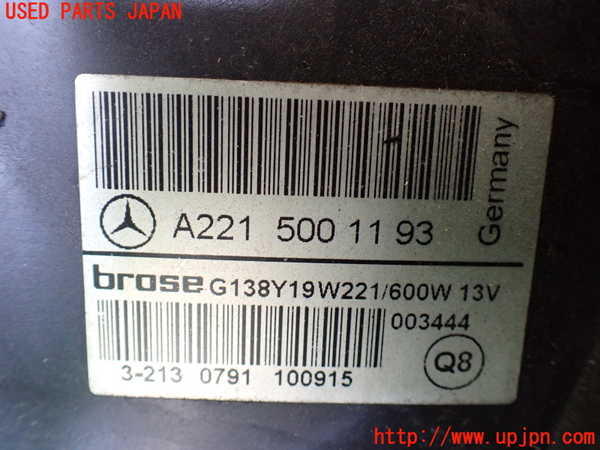 USED PARTS JAPAN
A221 500 11 93
Germany
brose G138Y19W221/600W 13V
003444
3-213 0791 100915
Q8
http://www.upjpn.com/